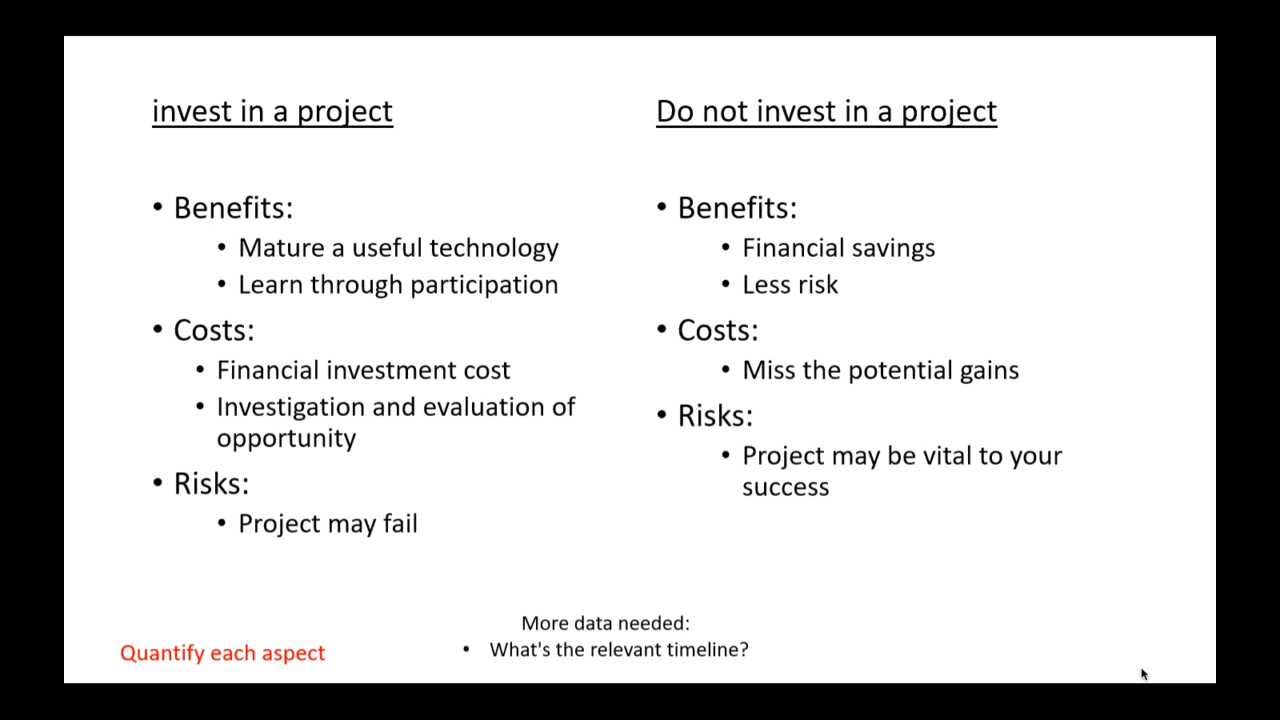 invest in a project
• Benefits:
• Mature a useful technology
• Learn through participation
• Costs:
• Financial investment cost
• Investigation and evaluation of
opportunity
• Risks:
• Project may fail
Do not invest in a project
• Benefits:
• Financial savings
• Less risk
• Costs:
• Miss the potential gains
• Risks:
• Project may be vital to your
success
Quantify each aspect
More data needed:
• What's the relevant timeline?